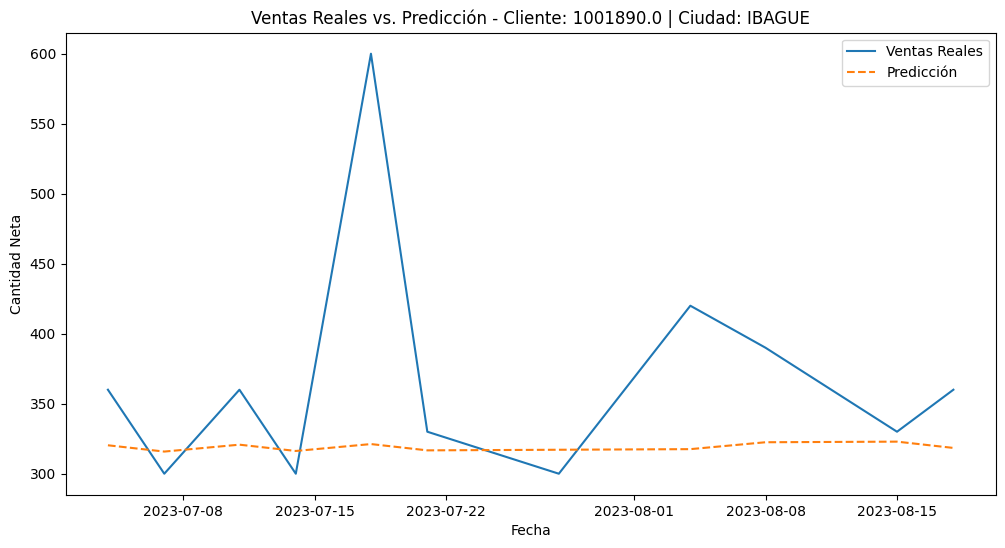 Ventas Reales vs. Predicción - Cliente: 1001890.0 | Ciudad: IBAGUE
Ventas Reales
Predicción
Cantidad Neta
600
550
500
450
400
350
300
2023-07-08
2023-07-15
2023-07-22
2023-08-01
2023-08-08
2023-08-15
Fecha